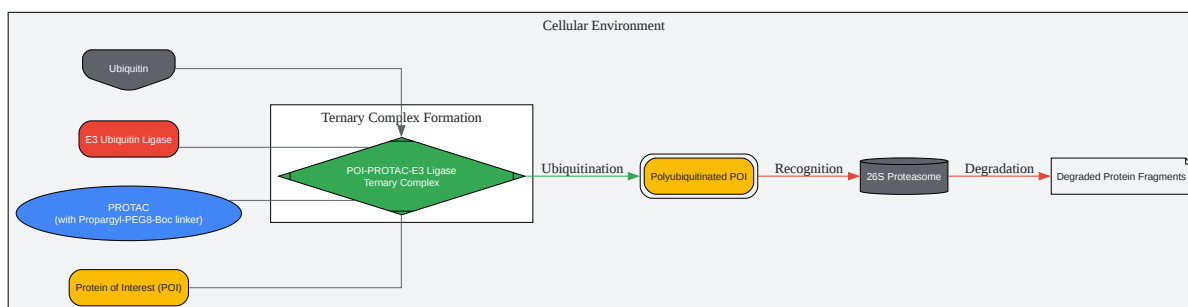 Cellular Environment
Ubiquitin
Ternary Complex Formation
E3 Ubiquitin Ligase
POI-PROTAC-E3 Ligase
Ternary Complex
Ubiquitination
Polyubiquitinated POI
Recognition
26S Proteasome
Degradation
Degraded Protein Fragments
PROTAC
(with Propargyl-PEG8-Boc linker)
Protein of Interest (POI)